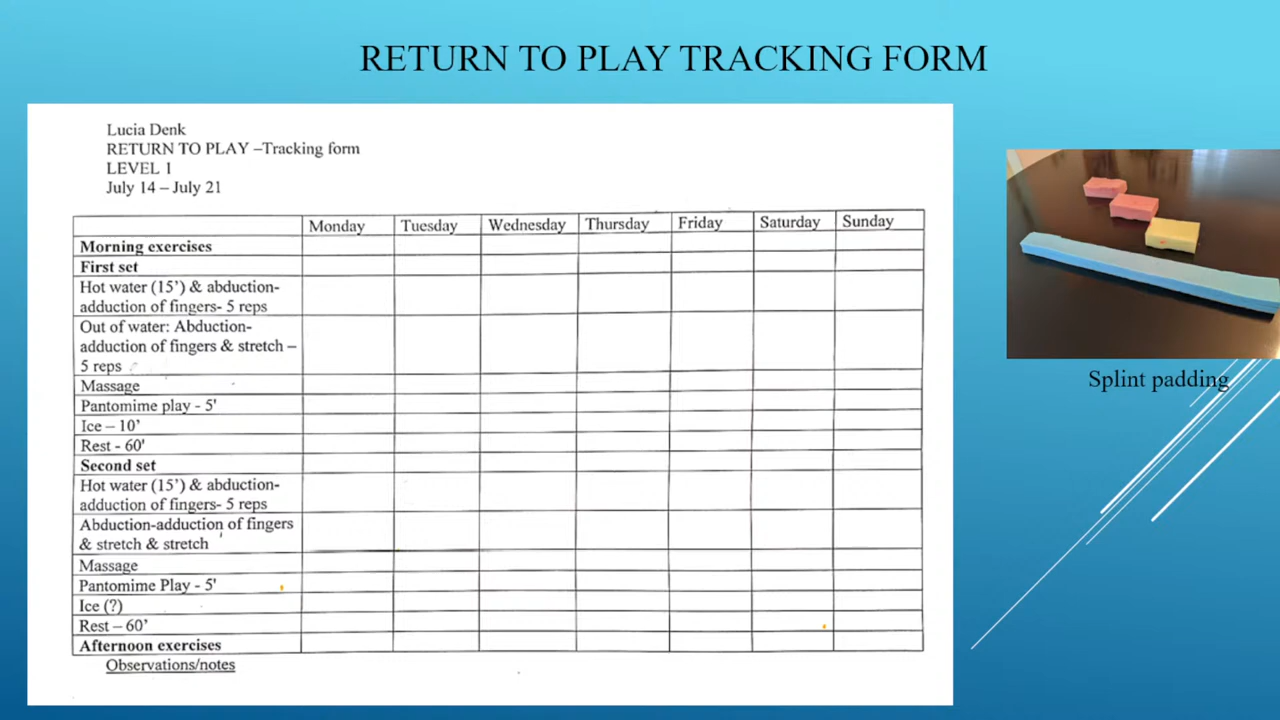 RETURN TO PLAY TRACKING FORM
Lucia Denk
RETURN TO PLAY –Tracking form
LEVEL 1
July 14 – July 21
Monday Tuesday Wednesday Thursday Friday Saturday Sunday
Morning exercises
First set
Hot water (15’) & abduction-
adduction of fingers- 5 reps
Out of water: Abduction-
adduction of fingers & stretch –
5 reps
Massage
Pantomime play - 5'
Ice – 10’
Rest - 60'
Second set
Hot water (15’) & abduction-
adduction of fingers- 5 reps
Abduction-adduction of fingers
& stretch & stretch
Massage
Pantomime Play - 5'
Ice (?)
Rest – 60’
Afternoon exercises
Observations/notes
Splint padding